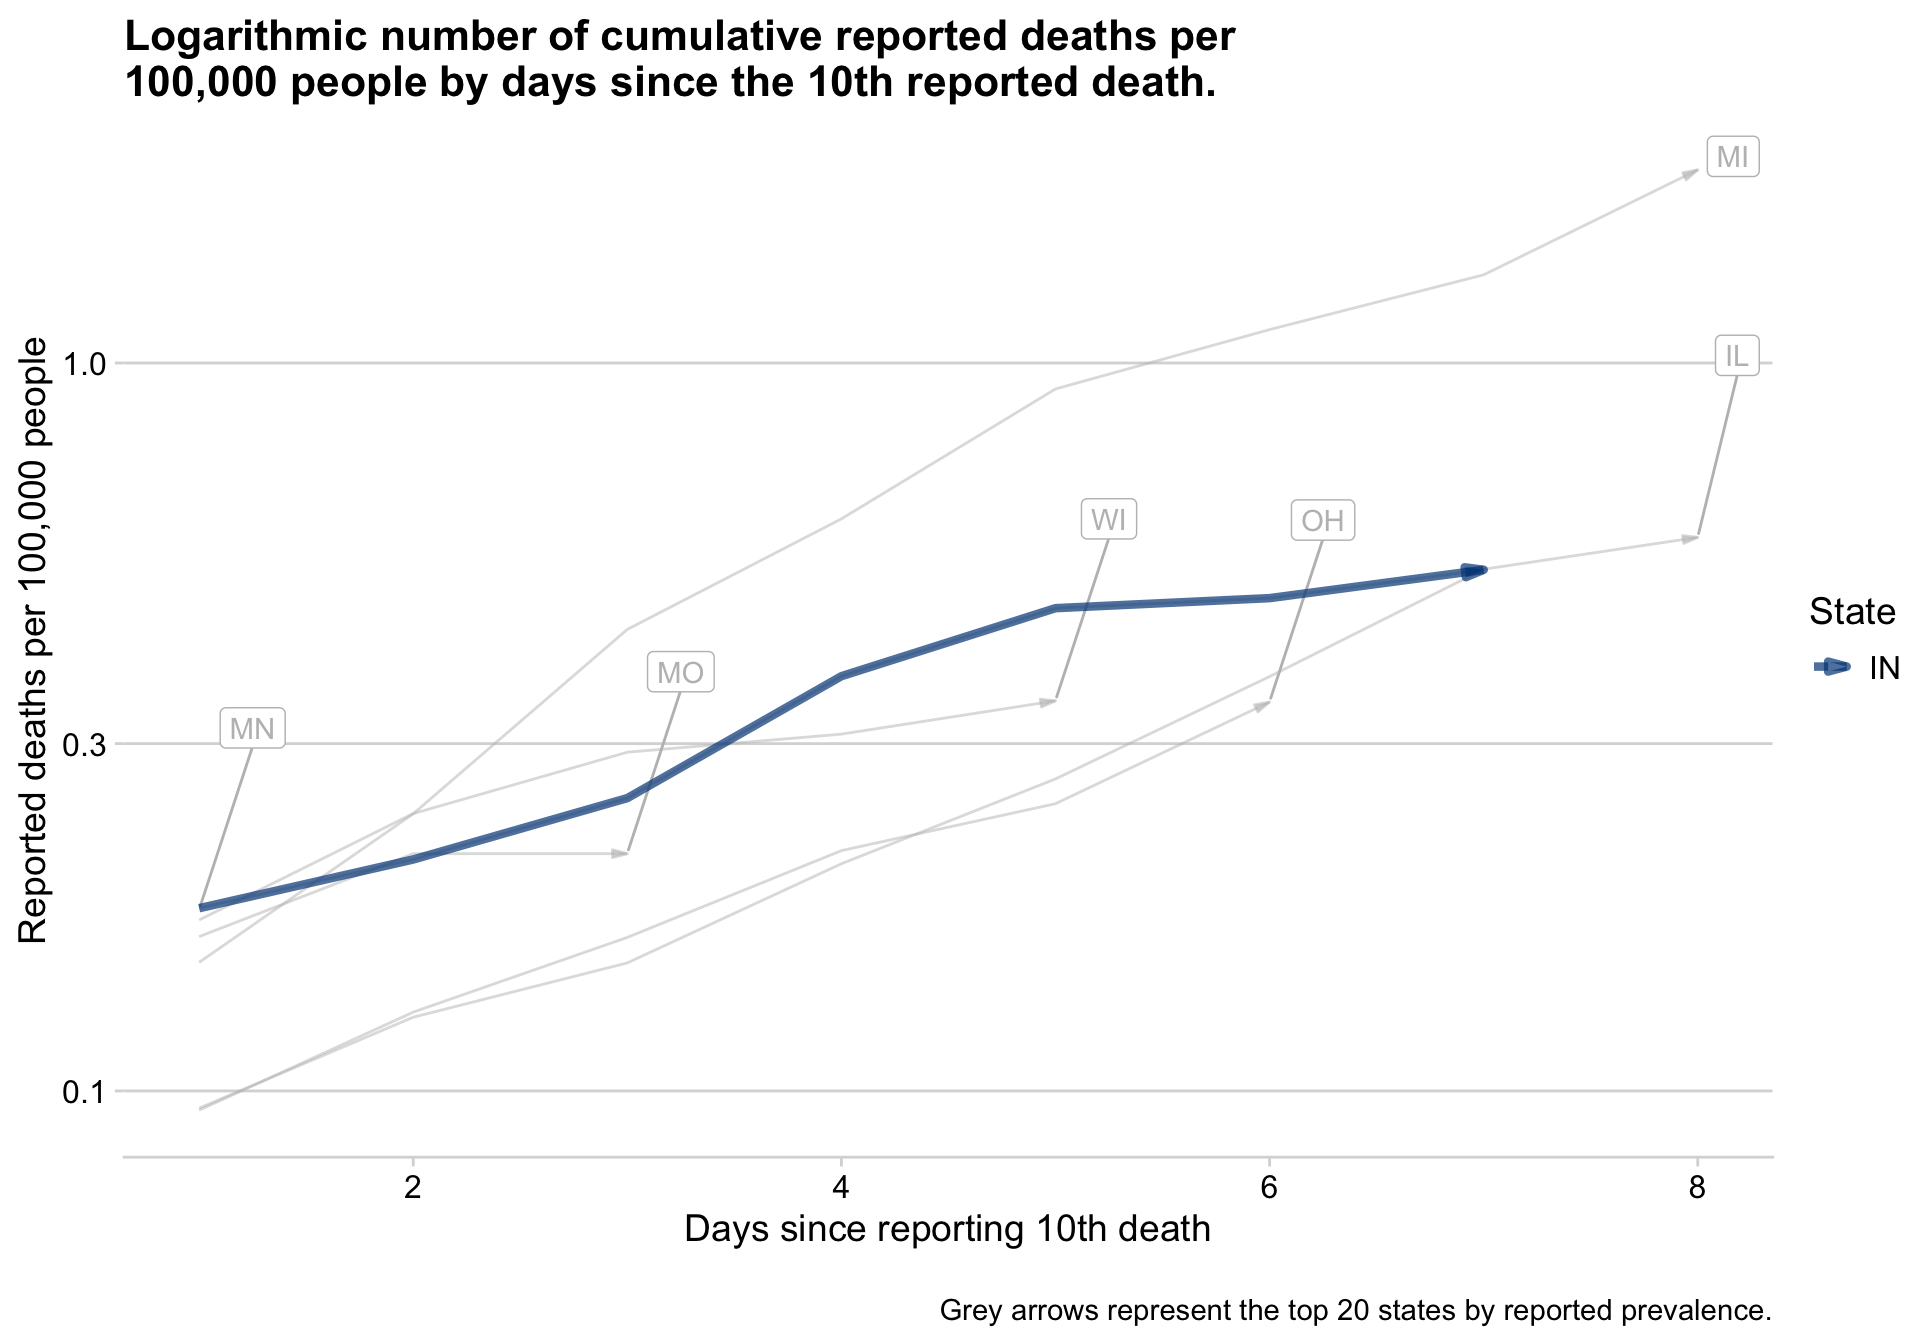 Logarithmic number of cumulative reported deaths per
100,000 people by days since the 10th reported death.
MI
IL
WI
OH
MO
MN
1.0
0.3
0.1
Reported deaths per 100,000 people
2
4
6
8
Days since reporting 10th death
State
IN
Grey arrows represent the top 20 states by reported prevalence.